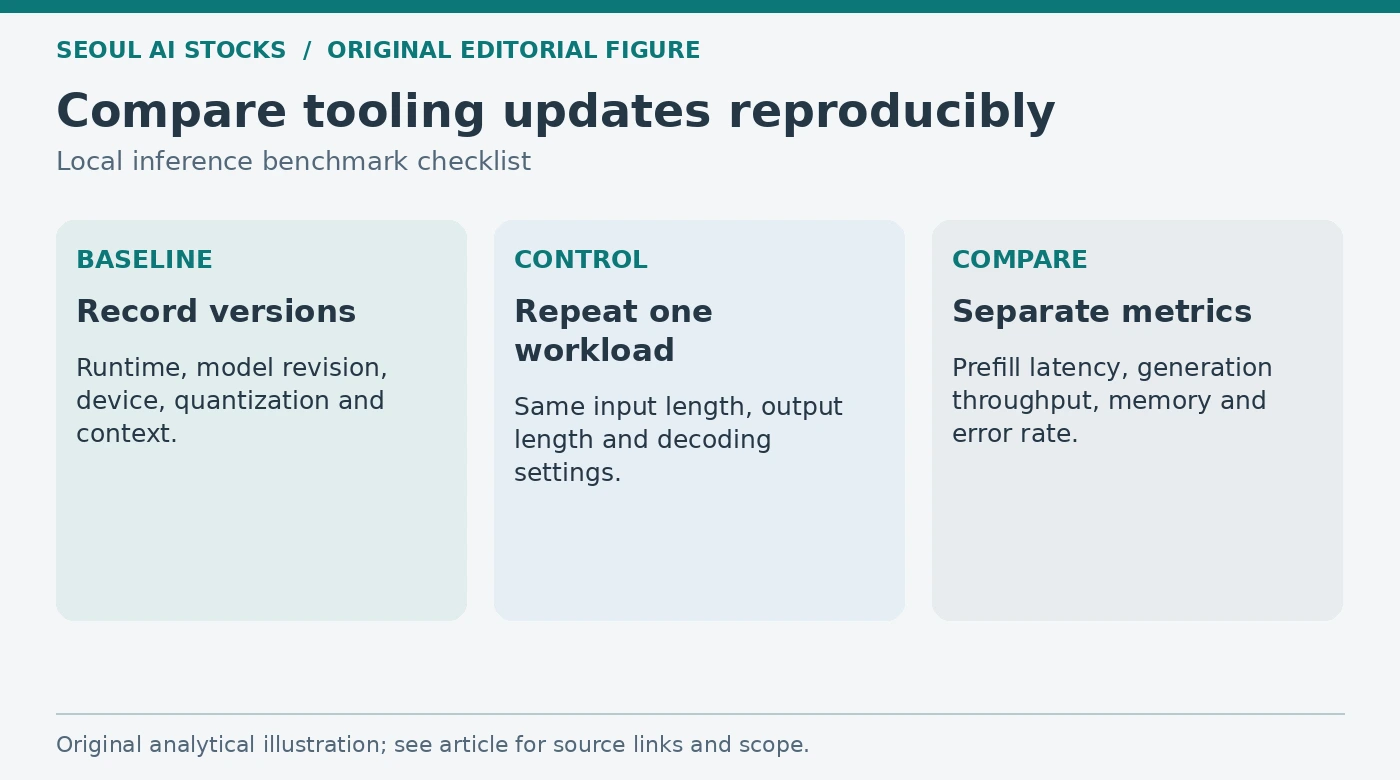 SEOUL AI STOCKS / ORIGINAL EDITORIAL FIGURE
Compare tooling updates reproducibly
Local inference benchmark checklist
BASELINE
Record versions
Runtime, model revision,
device, quantization and
context.
CONTROL
Repeat one
workload
Same input length, output
length and decoding
settings.
COMPARE
Separate metrics
Prefill latency, generation
throughput, memory and
error rate.
Original analytical illustration; see article for source links and scope.